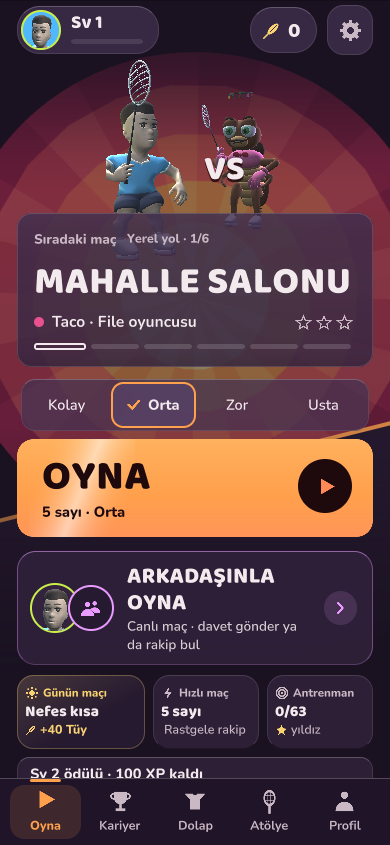 Sv 1
0
VS
Sıradaki maç Yerel yol · 1/6
MAHALLE SALONU
Taco · File oyuncusu
Kolay
Orta
Zor
Usta
OYNA
5 sayı · Orta
ARKADAŞINLA
OYNA
Canlı maç · davet gönder ya
da rakip bul
Günün maçı
Nefes kısa
+40 Tüy
Hızlı maç
5 sayı
Rastgele rakip
Antrenman
0/63
yıldız
Sv 2 ödülü · 100 XP kaldı
Oyna
Kariyer
Dolap
Atölye
Profil